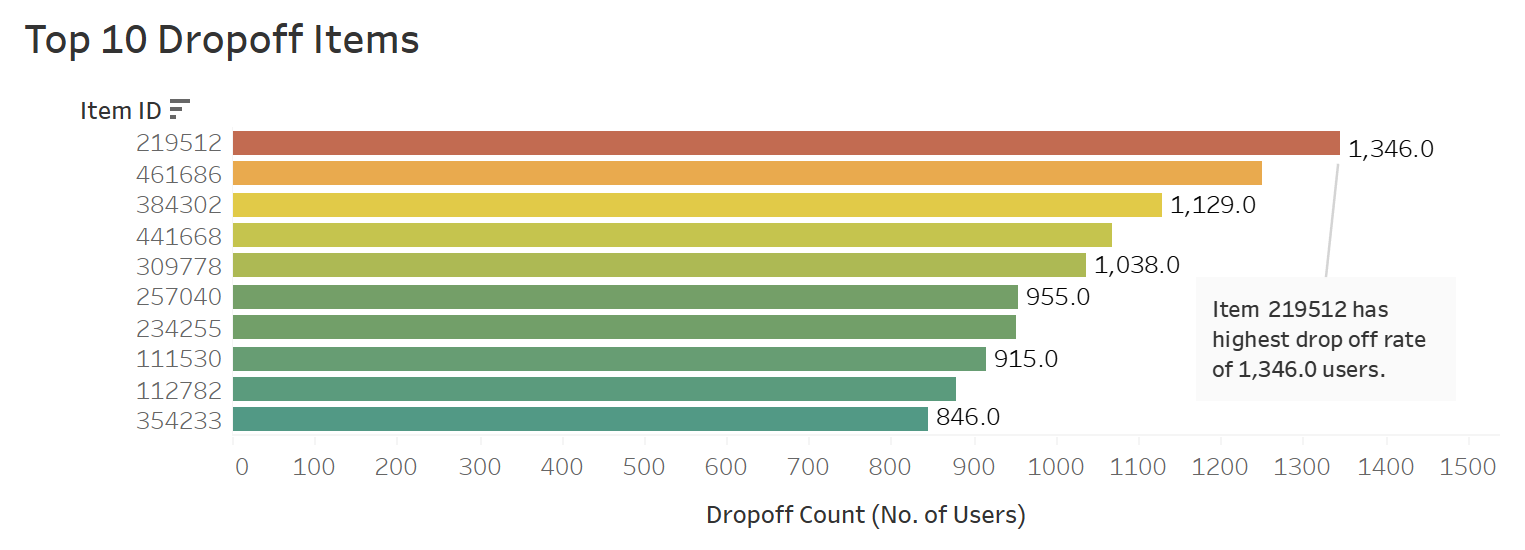 Top 10 Dropoff Items
Item ID
219512
1,346.0
461686
384302
1,129.0
441668
309778
1,038.0
257040
955.0
234255
111530
915.0
112782
354233
846.0
Item 219512 has
highest drop off rate
of 1,346.0 users.
0 100 200 300 400 500 600 700 800 900 1000 1100 1200 1300 1400 1500
Dropoff Count (No. of Users)